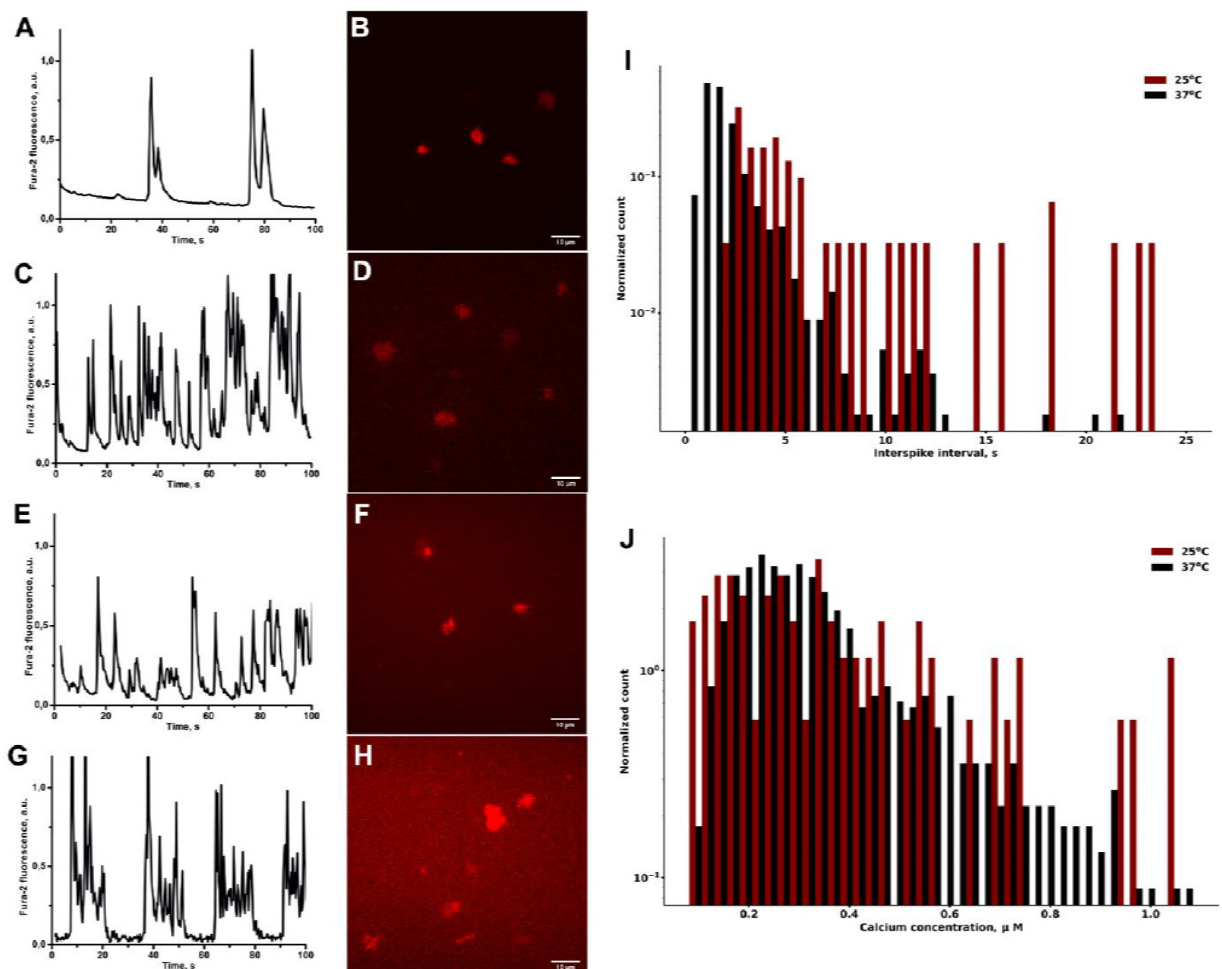 A
Fura-2 fluorescence, a.u.
1,0
0,5
0,0
0 20 40 60 80 100
Time, s
B
10 µm
C
Fura-2 fluorescence, a.u.
1,0
0,5
0,0
0 20 40 60 80 100
Time, s
D
10 µm
E
Fura-2 fluorescence, a.u.
1,0
0,5
0,0
0 20 40 60 80 100
Time, s
F
10 µm
G
Fura-2 fluorescence, a.u.
1,0
0,5
0,0
0 20 40 60 80 100
Time, s
H
10 µm
I
25°C
37°C
Normalized count
10⁻¹
10⁻²
0 5 10 15 20 25
Interspike interval, s
J
25°C
37°C
Normalized count
10⁰
10⁻¹
0.2 0.4 0.6 0.8 1.0
Calcium concentration, µ M